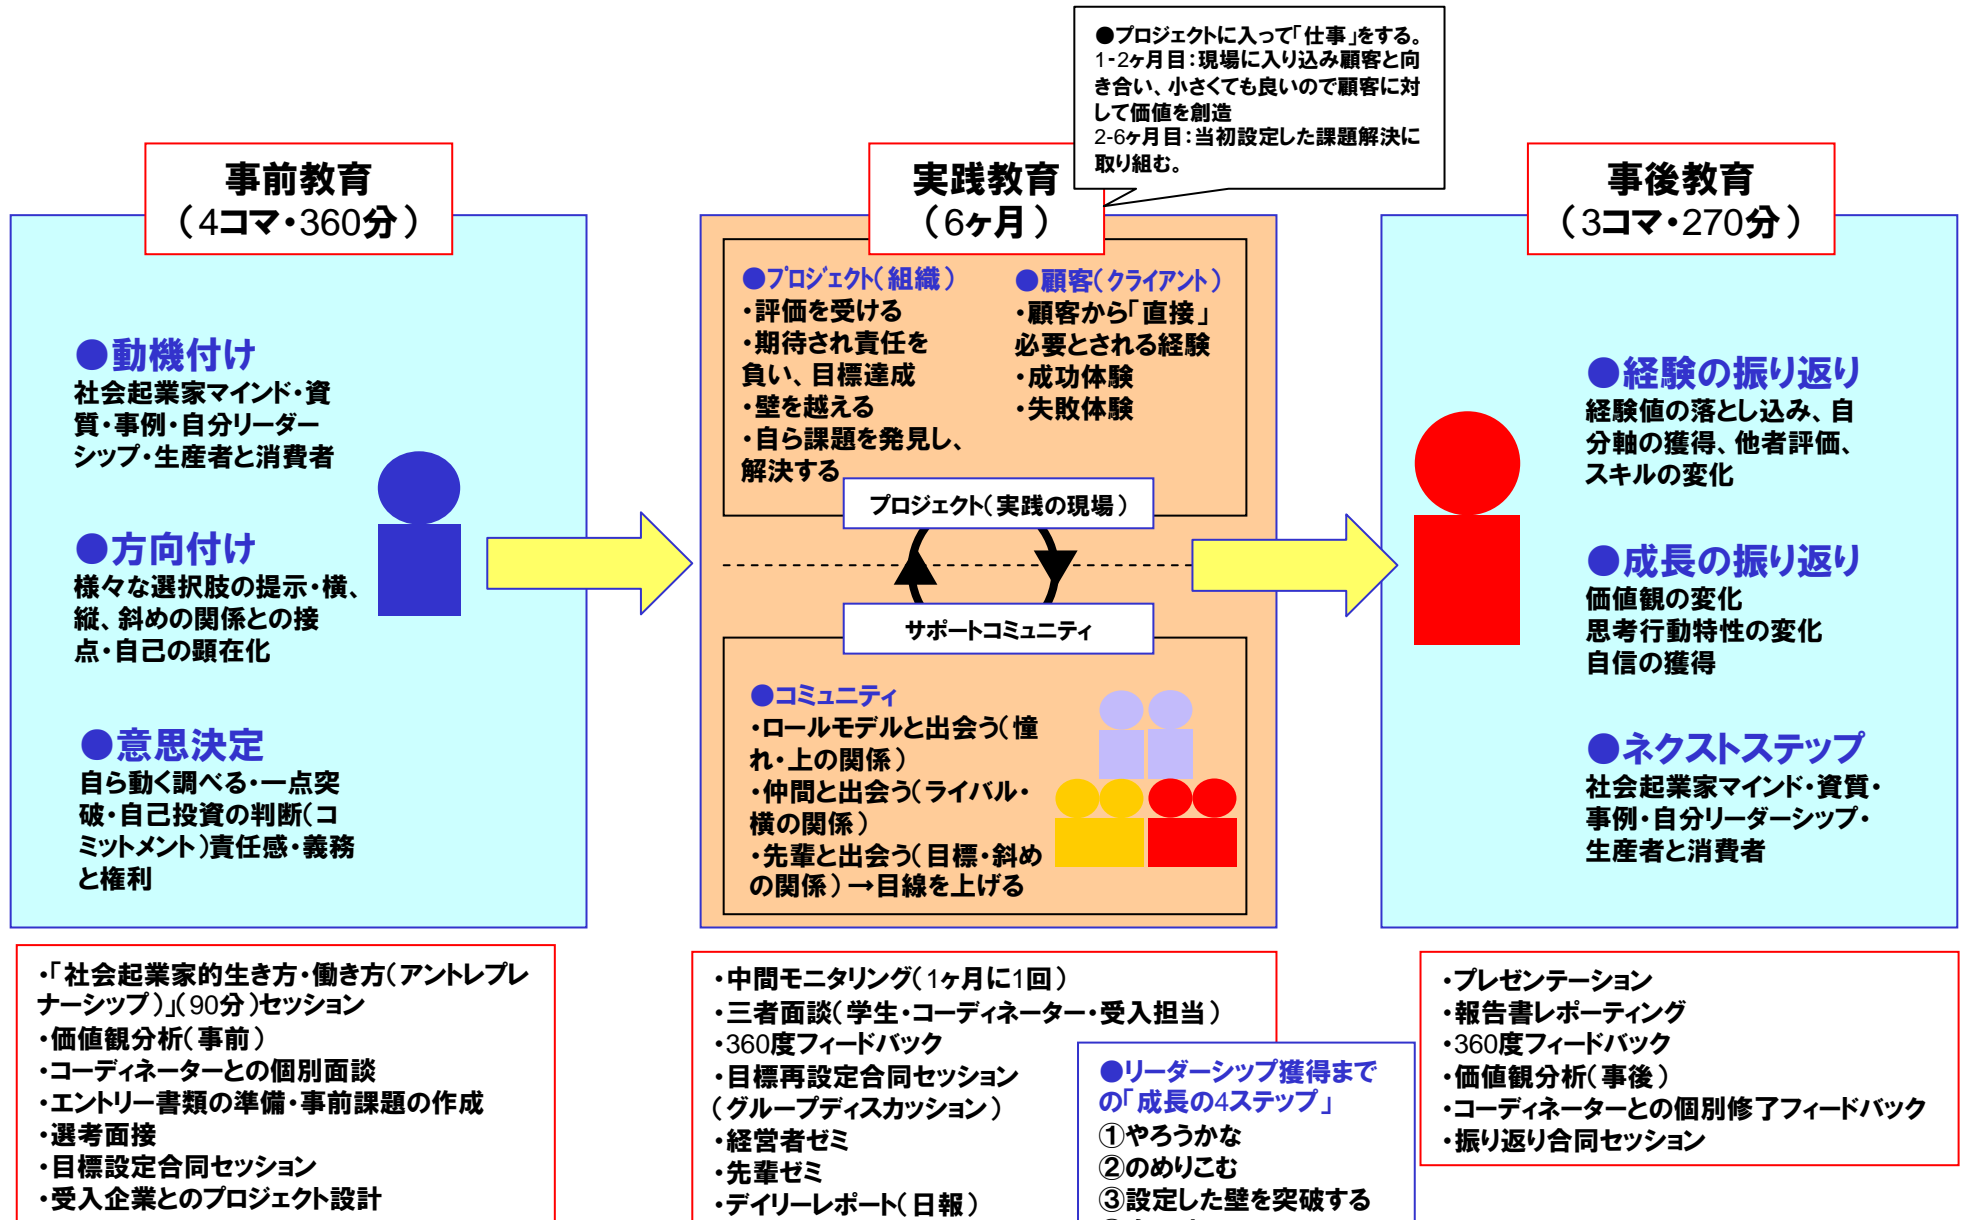 ●プロジェクトに入って「仕事」をする。
1-2ヶ月目：現場に入り込み顧客と向
き合い、小さくても良いので顧客に対
して価値を創造
2-6ヶ月目：当初設定した課題解決に
取り組む。
事前教育
（4コマ・360分）
●動機付け
社会起業家マインド・資
質・事例・自分リーダー
シップ・生産者と消費者
●方向付け
様々な選択肢の提示・横、
縦、斜めの関係との接
点・自己の顕在化
●意思決定
自ら動く調べる・一点突
破・自己投資の判断（コ
ミットメント）責任感・義務
と権利
・「社会起業家的生き方・働き方（アントレプレ
ナーシップ）」（90分）セッション
・価値観分析（事前）
・コーディネーターとの個別面談
・エントリー書類の準備・事前課題の作成
・選考面接
・目標設定合同セッション
・受入企業とのプロジェクト設計
実践教育
（6ヶ月）
●プロジェクト（組織）
・評価を受ける
・期待され責任を
負い、目標達成
・壁を越える
・自ら課題を発見し、
解決する
●顧客（クライアント）
・顧客から「直接」
必要とされる経験
・成功体験
・失敗体験
プロジェクト（実践の現場）
サポートコミュニティ
●コミュニティ
・ロールモデルと出会う（憧
れ・上の関係）
・仲間と出会う（ライバル・
横の関係）
・先輩と出会う（目標・斜め
の関係）→目線を上げる
・中間モニタリング（1ヶ月に1回）
・三者面談（学生・コーディネーター・受入担当）
・360度フィードバック
・目標再設定合同セッション
（グループディスカッション）
・経営者ゼミ
・先輩ゼミ
・デイリーレポート（日報）
●リーダーシップ獲得まで
の「成長の4ステップ」
①やろうかな
②のめりこむ
③設定した壁を突破する
事後教育
（3コマ・270分）
●経験の振り返り
経験値の落とし込み、自
分軸の獲得、他者評価、
スキルの変化
●成長の振り返り
価値観の変化
思考行動特性の変化
自信の獲得
●ネクストステップ
社会起業家マインド・資質・
事例・自分リーダーシップ・
生産者と消費者
・プレゼンテーション
・報告書レポーティング
・360度フィードバック
・価値観分析（事後）
・コーディネーターとの個別修了フィードバック
・振り返り合同セッション